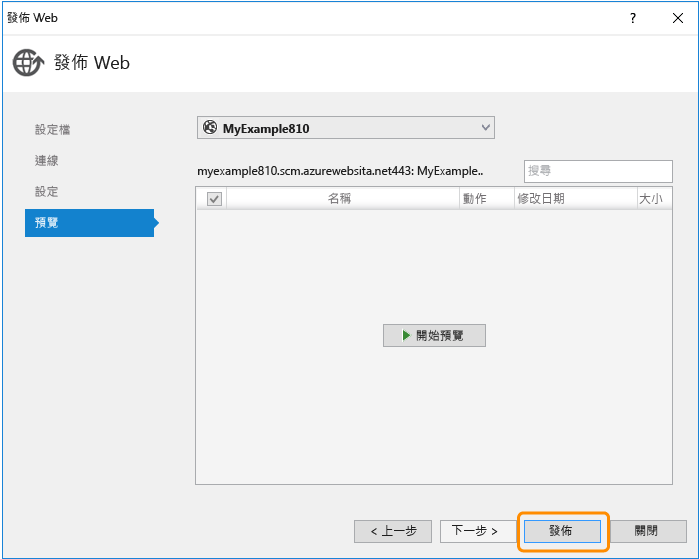 發佈 Web
?
發佈 Web
設定檔
連線
設定
預覽
MyExample810
myexample810.scm.azurewebsita.net443: MyExample..
搜尋
名稱 動作 修改日期 大小
開始預覽
< 上一步 下一步 > 發佈 關閉